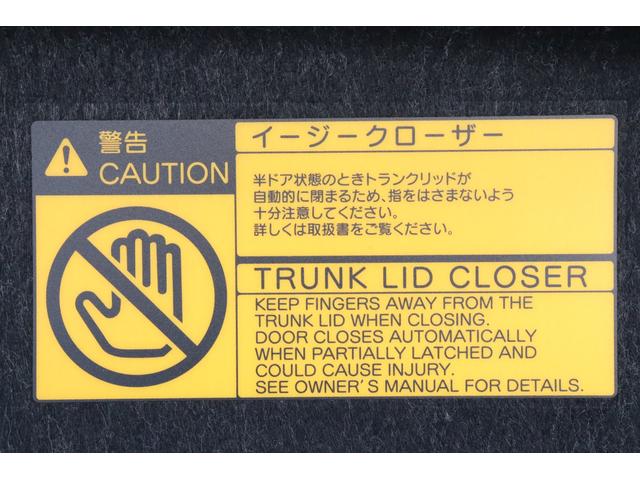 警告
CAUTION
イージークローザー
半ドア状態のときトランクリッドが
自動的に閉まるため、指をはさまないよう
十分注意してください。
詳しくは取扱書をご覧ください。
TRUNK LID CLOSER
KEEP FINGERS AWAY FROM THE
TRUNK LID WHEN CLOSING.
DOOR CLOSES AUTOMATICALLY
WHEN PARTIALLY LATCHED AND
COULD CAUSE INJURY.
SEE OWNER'S MANUAL FOR DETAILS.